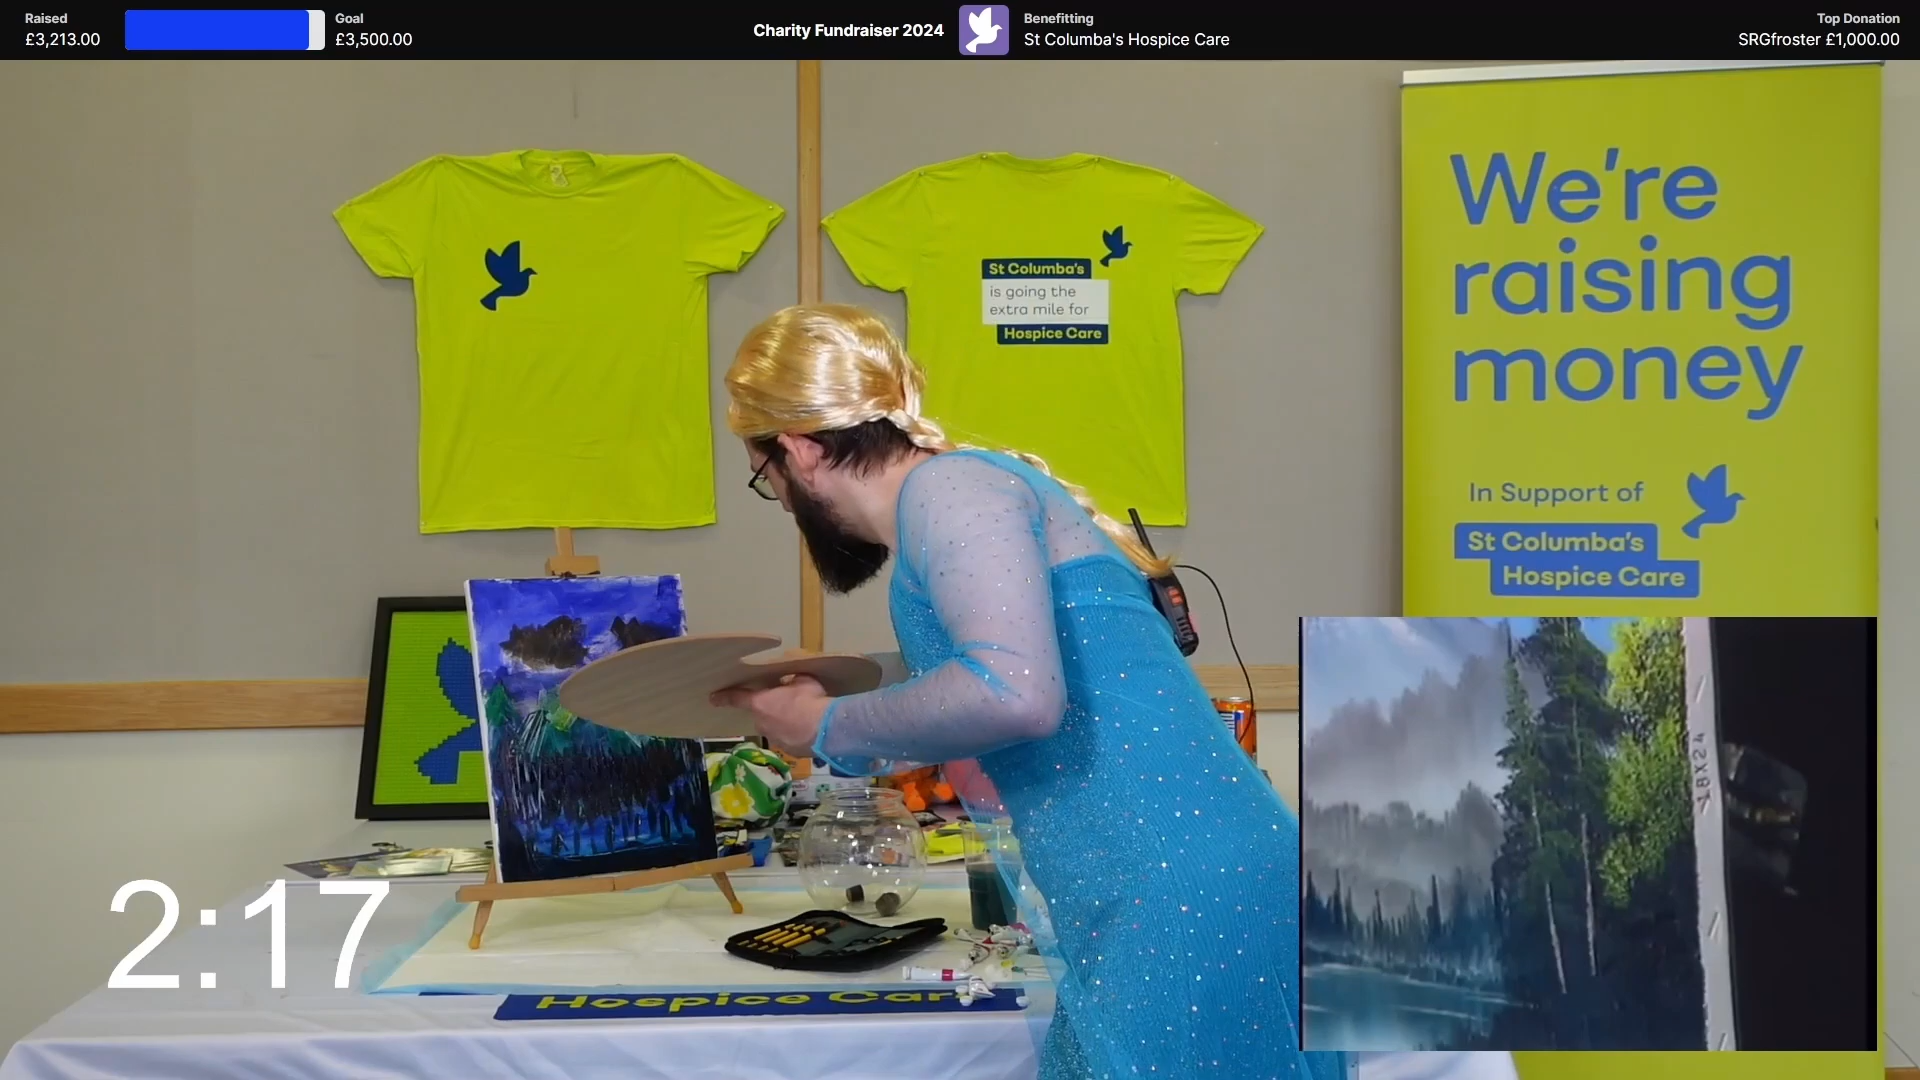 Raised
£3,213.00
Goal
£3,500.00
Charity Fundraiser 2024
Benefitting
St Columba's Hospice Care
Top Donation
SRGfroster £1,000.00
St Columba's
is going the
extra mile for
Hospice Care
We're
raising
money
In Support of
St Columba's
Hospice Care
18X24
2:17
Hospice Care